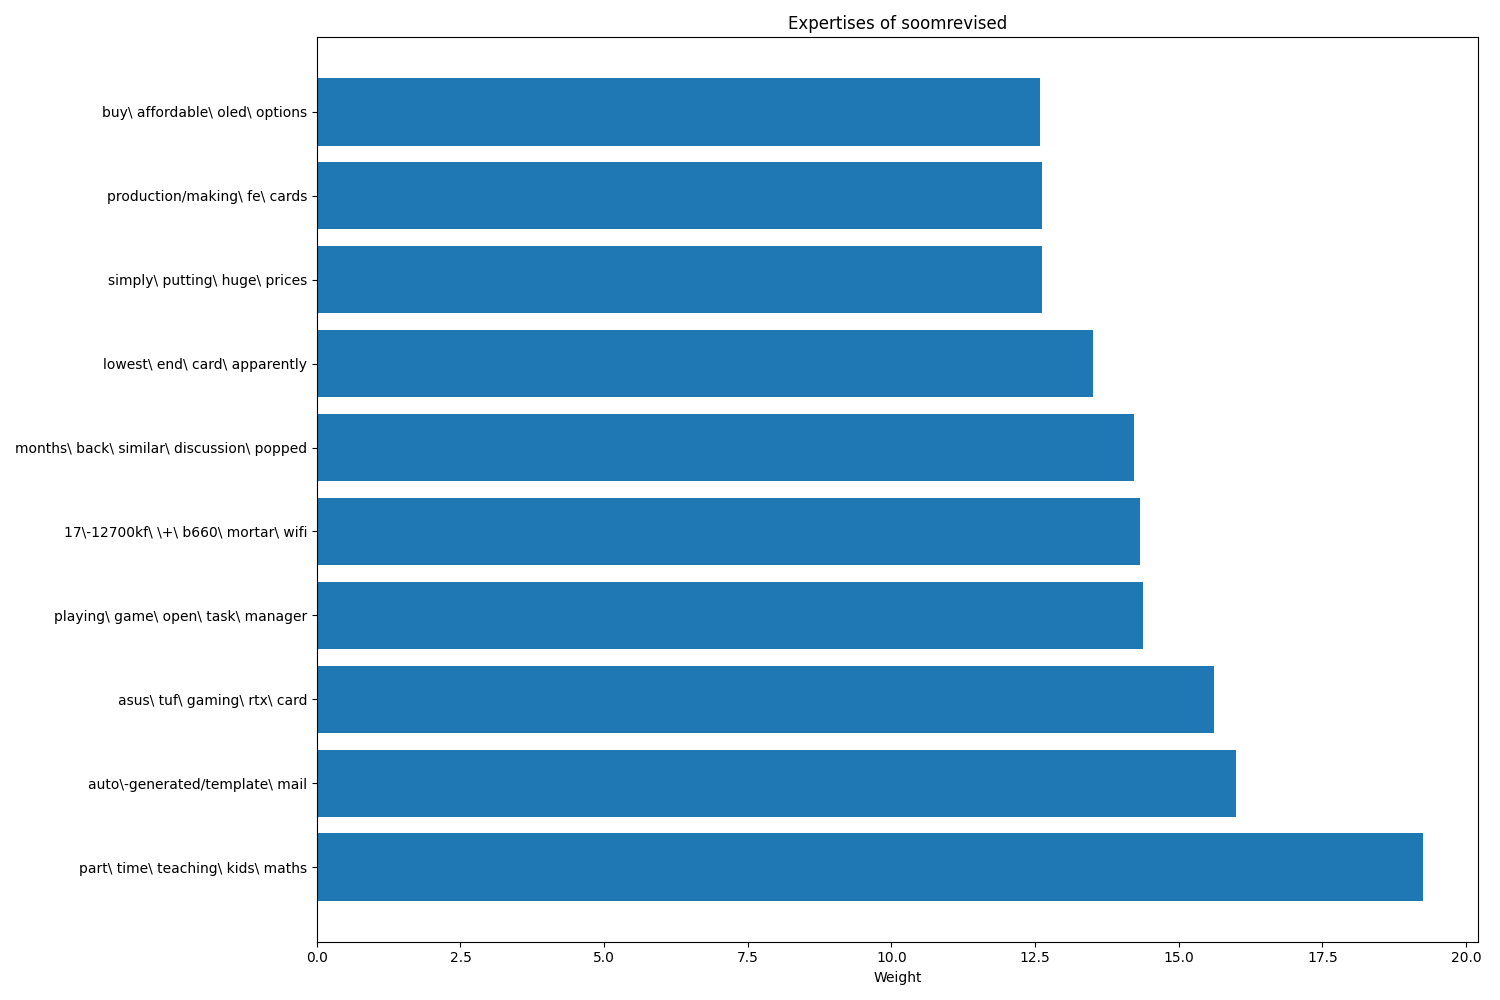 Expertises of soomrevised
buy\ affordable\ oled\ options
production/making\ fe\ cards
simply\ putting\ huge\ prices
lowest\ end\ card\ apparently
months\ back\ similar\ discussion\ popped
17\-12700kf\ \+\ b660\ mortar\ wifi
playing\ game\ open\ task\ manager
asus\ tuf\ gaming\ rtx\ card
auto\-generated/template\ mail
part\ time\ teaching\ kids\ maths
0.0 2.5 5.0 7.5 10.0 12.5 15.0 17.5 20.0
Weight